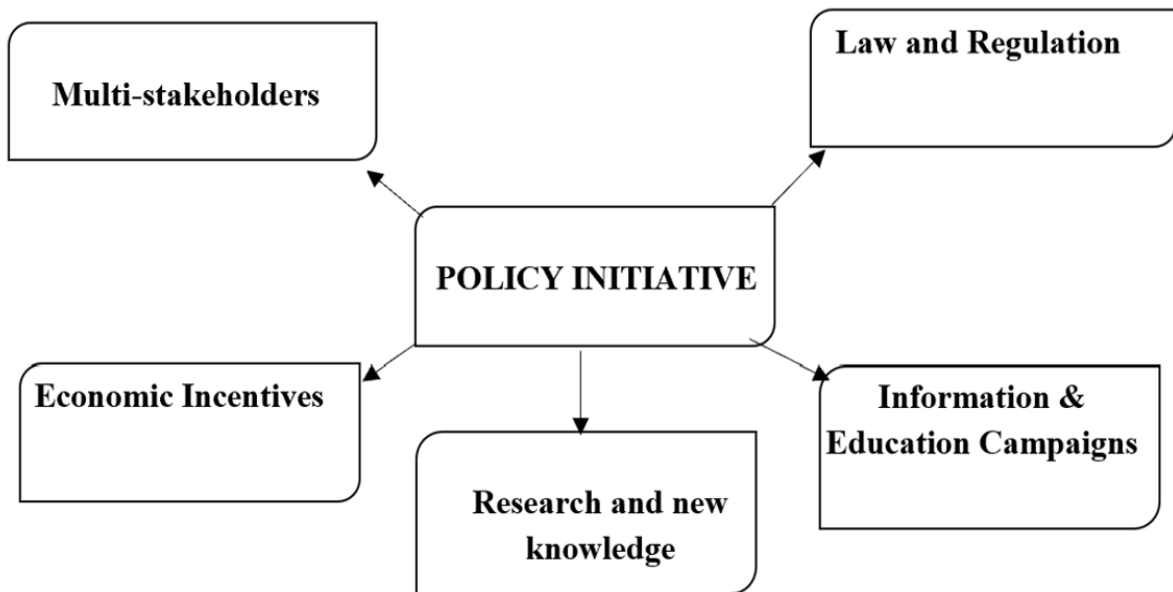 Multi-stakeholders
Law and Regulation
POLICY INITIATIVE
Economic Incentives
Information &
Education Campaigns
Research and new
knowledge